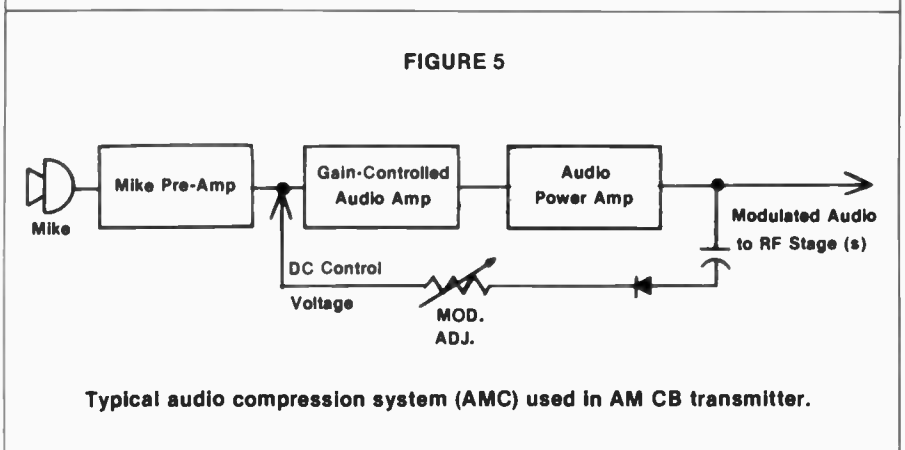 FIGURE 5
Mike
Mike Pre-Amp
Gain-Controlled
Audio Amp
Audio
Power Amp
Modulated Audio
to RF Stage (s)
DC Control
Voltage
MOD.
ADJ.
Typical audio compression system (AMC) used in AM CB transmitter.